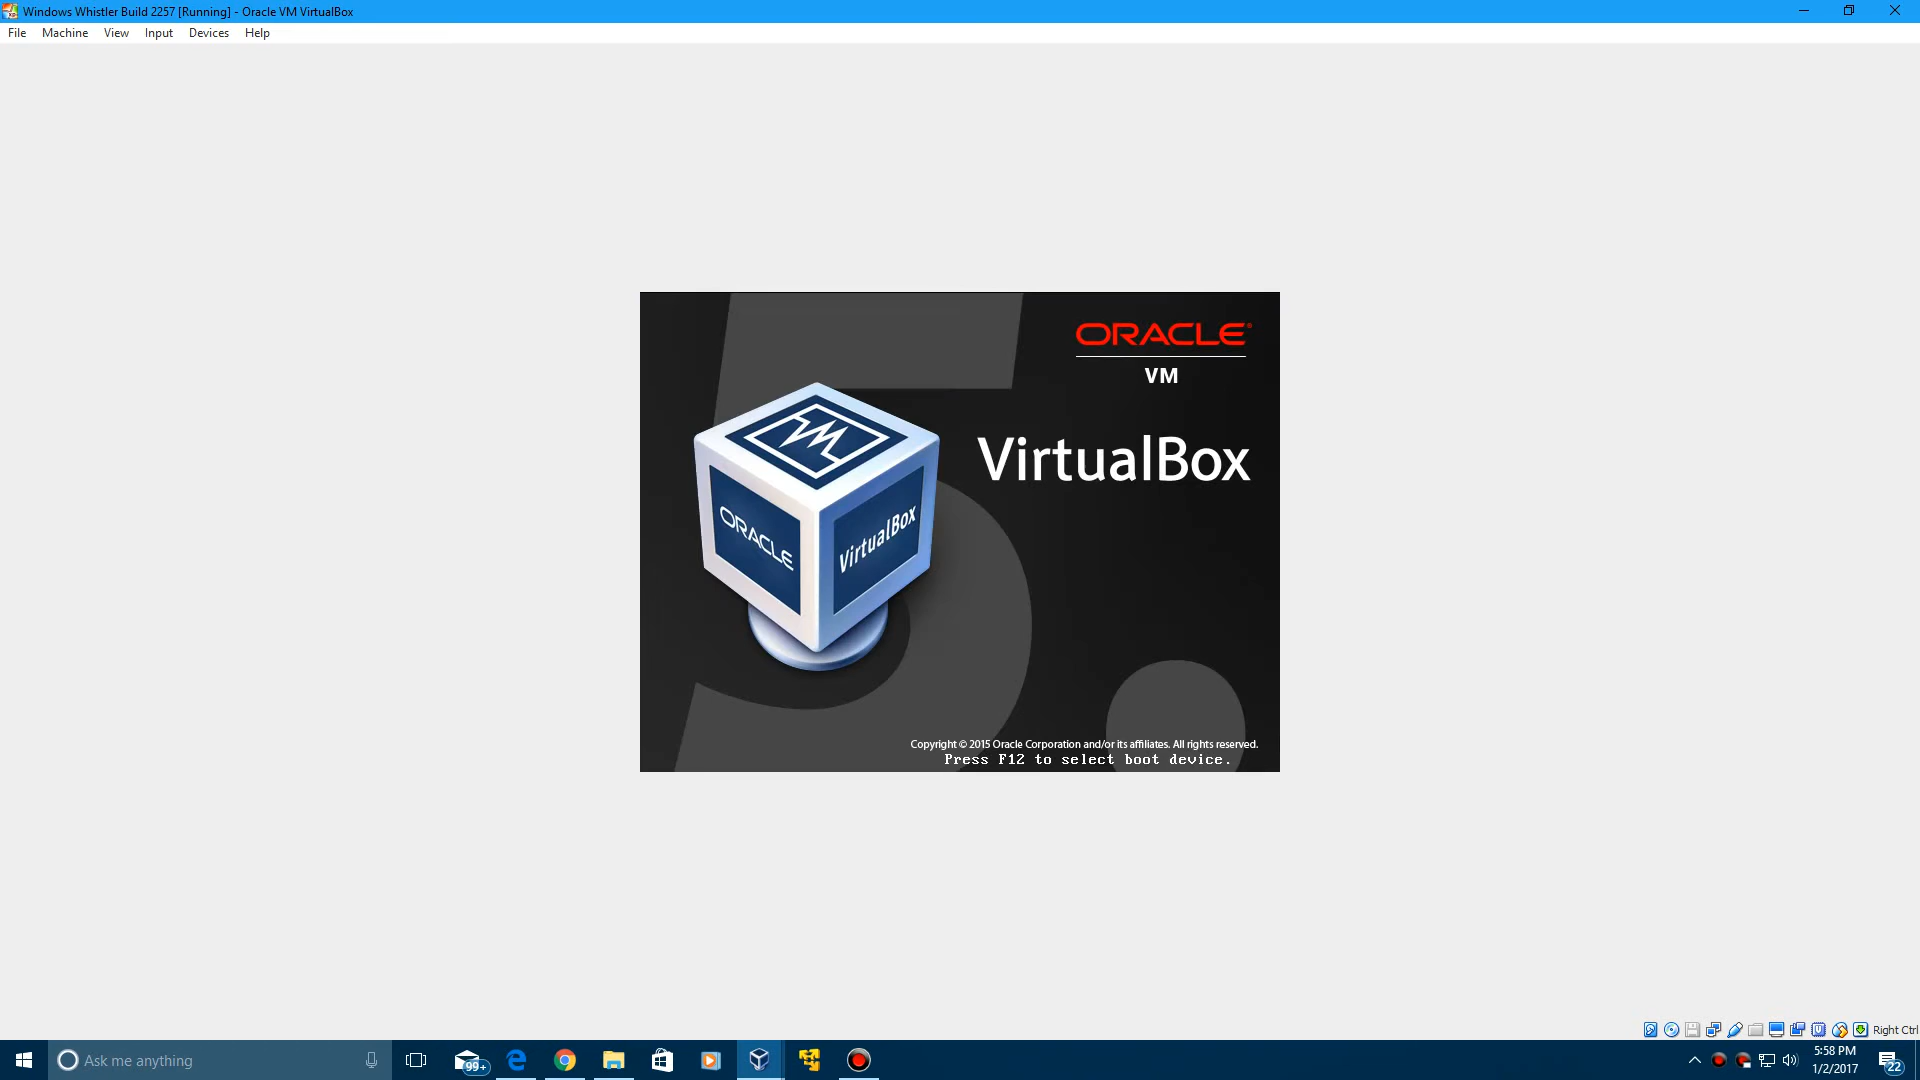 Windows Whistler Build 2257 [Running] - Oracle VM VirtualBox
File Machine View Input Devices Help
ORACLE®
VM
VirtualBox
ORACLE
VirtualBox
Copyright © 2015 Oracle Corporation and/or its affiliates. All rights reserved.
Press F12 to select boot device.
Right Ctrl
Ask me anything
99+
5:58 PM
1/2/2017
22